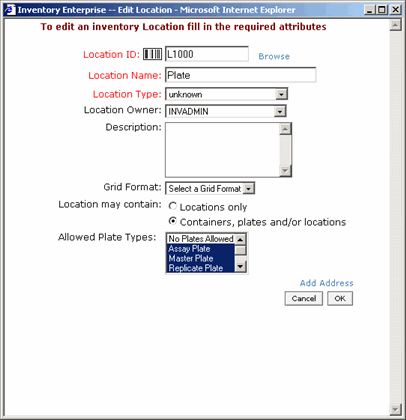 Inventory Enterprise -- Edit Location - Microsoft Internet Explorer
To edit an inventory Location fill in the required attributes
Location ID: L1000 Browse
Location Name: Plate
Location Type: unknown
Location Owner: INVADMIN
Description:
Grid Format: Select a Grid Format
Location may contain: Locations only
Containers, plates and/or locations
Allowed Plate Types: No Plates Allowed
Assay Plate
Master Plate
Replicate Plate
Add Address
Cancel OK